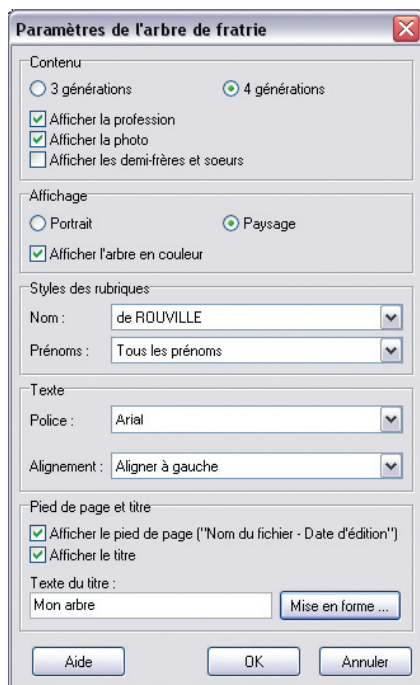 Paramètres de l'arbre de fratrie
Contenu
3 générations 4 générations
Afficher la profession
Afficher la photo
Afficher les demi-frères et soeurs
Affichage
Portrait Paysage
Afficher l'arbre en couleur
Styles des rubriques
Nom : de ROUVILLE
Prénoms : Tous les prénoms
Texte
Police : Arial
Alignement : Aligner à gauche
Pied de page et titre
Afficher le pied de page ("Nom du fichier - Date d'édition")
Afficher le titre
Texte du titre :
Mon arbre Mise en forme ...
Aide OK Annuler